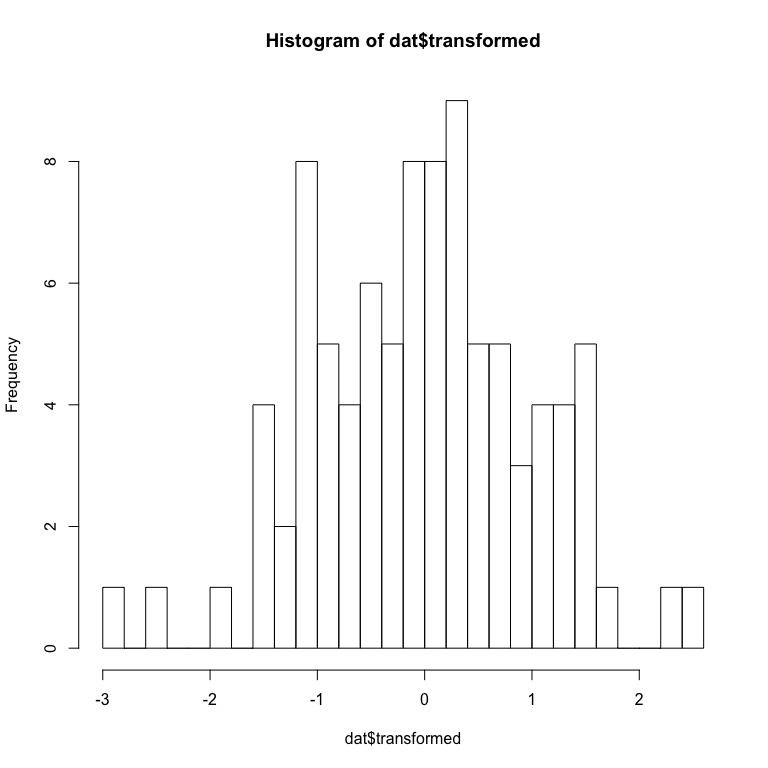 Histogram of dat$transformed
Frequency
8
6
4
2
0
-3 -2 -1 0 1 2
dat$transformed